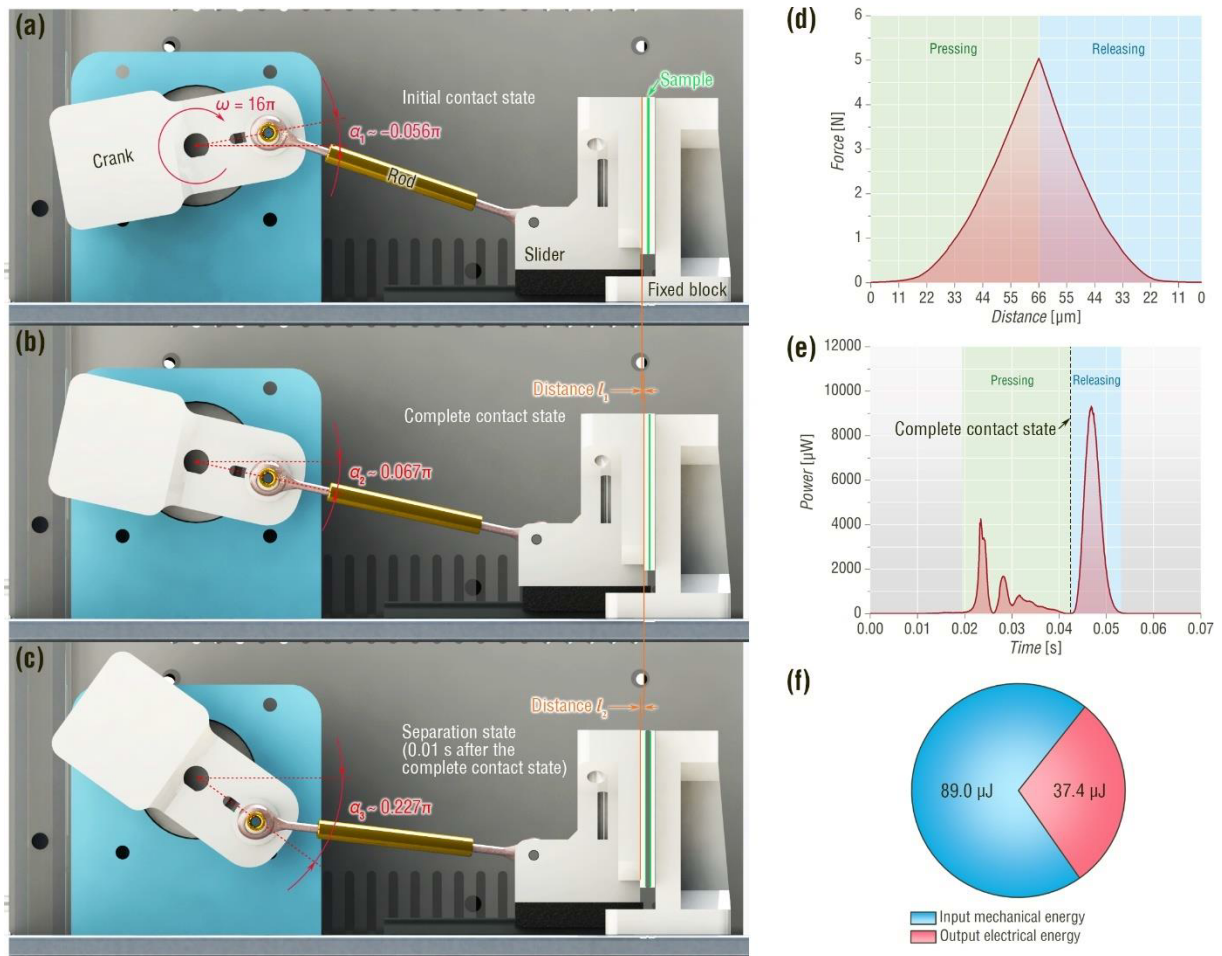 (a)
Initial contact state
Sample
ω = 16π
α₁ ~ −0.056π
Crank
Rod
Slider
Fixed block
(b)
Distance l₁
Complete contact state
α₂ ~ 0.067π
(c)
Distance l₂
Separation state
(0.01 s after the
complete contact state)
α₃ ~ 0.227π
(d)
Force [N]
6
5
4
3
2
1
0
Pressing
Releasing
0 11 22 33 44 55 66 55 44 33 22 11 0
Distance [µm]
(e)
Power [µW]
12000
10000
8000
6000
4000
2000
0
Pressing
Releasing
Complete contact state
0.00 0.01 0.02 0.03 0.04 0.05 0.06 0.07
Time [s]
(f)
89.0 µJ
37.4 µJ
Input mechanical energy
Output electrical energy